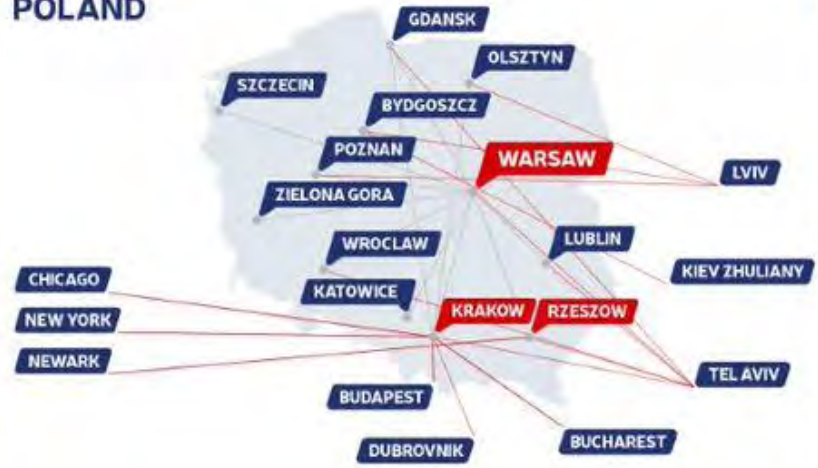 POLAND
GDANSK
OLSZTYN
SZCZECIN
BYDGOSZCZ
POZNAN
WARSAW
LVIV
ZIELONA GORA
WROCLAW
LUBLIN
KIEV ZHULIANY
CHICAGO
KATOWICE
KRAKOW
RZESZOW
NEW YORK
NEWARK
TEL AVIV
BUDAPEST
DUBROVNIK
BUCHAREST